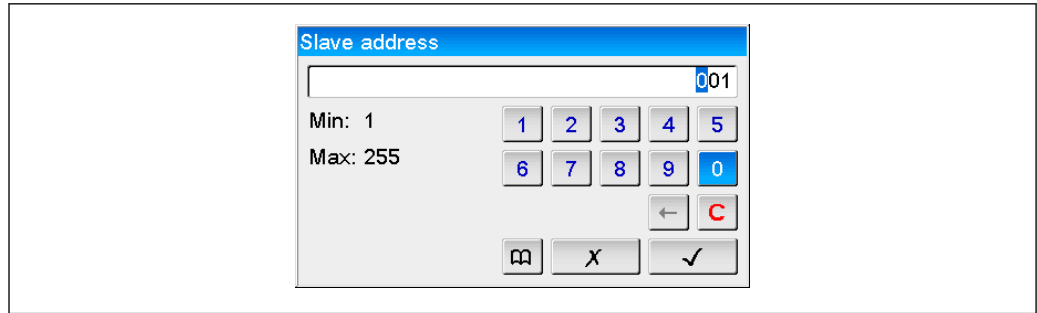 Slave address
001
Min: 1
1 2 3 4 5
Max: 255
6 7 8 9 0
← C
✗ ✓